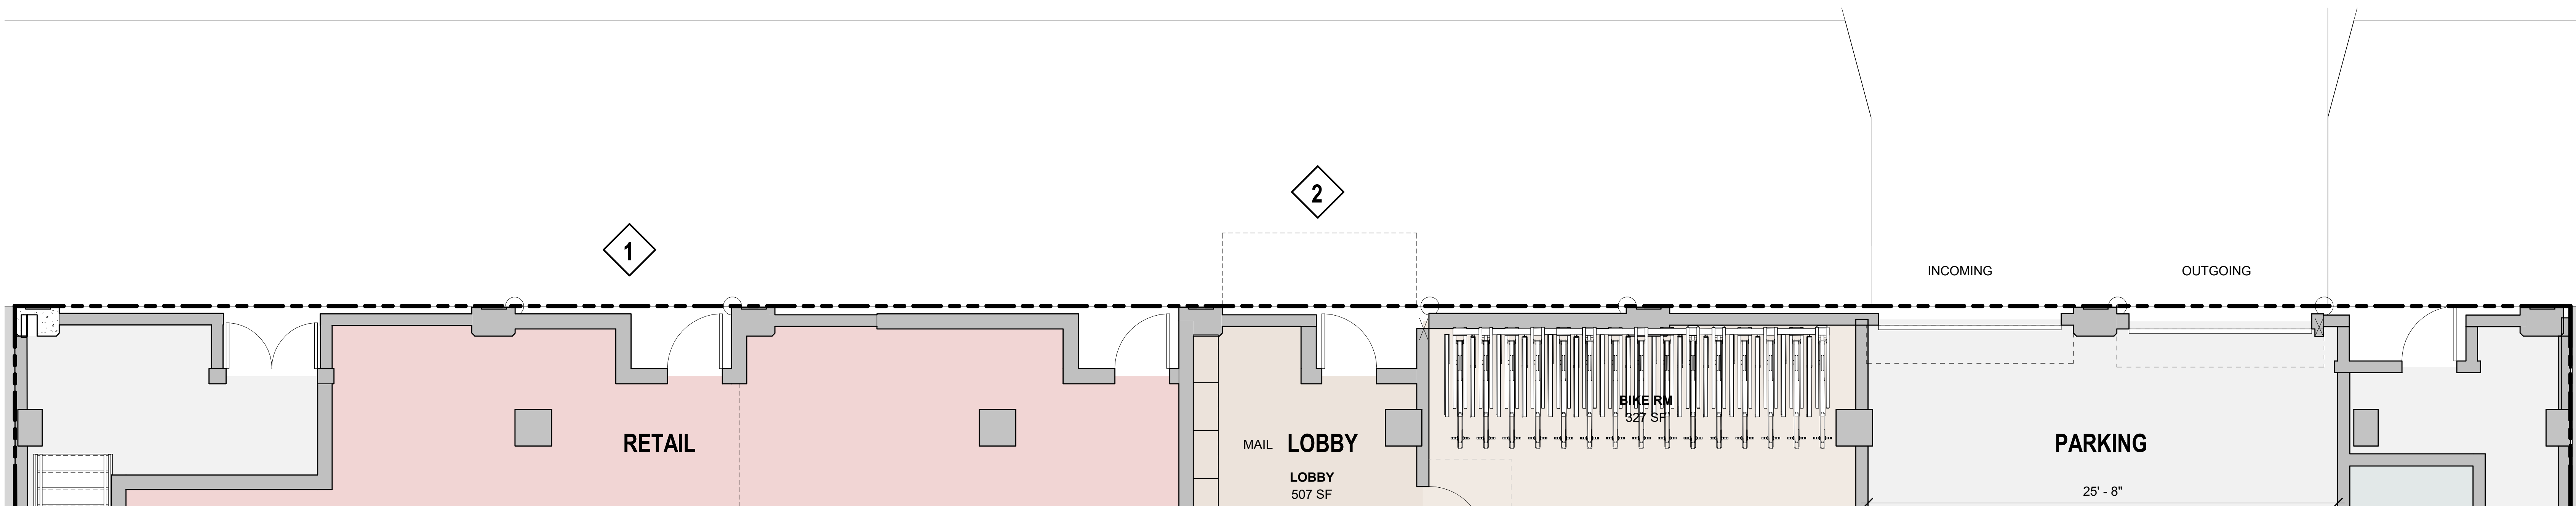 2
1
INCOMING
OUTGOING
BIKE RM
327 SF
RETAIL
MAIL
LOBBY
PARKING
LOBBY
507 SF
25' - 8"